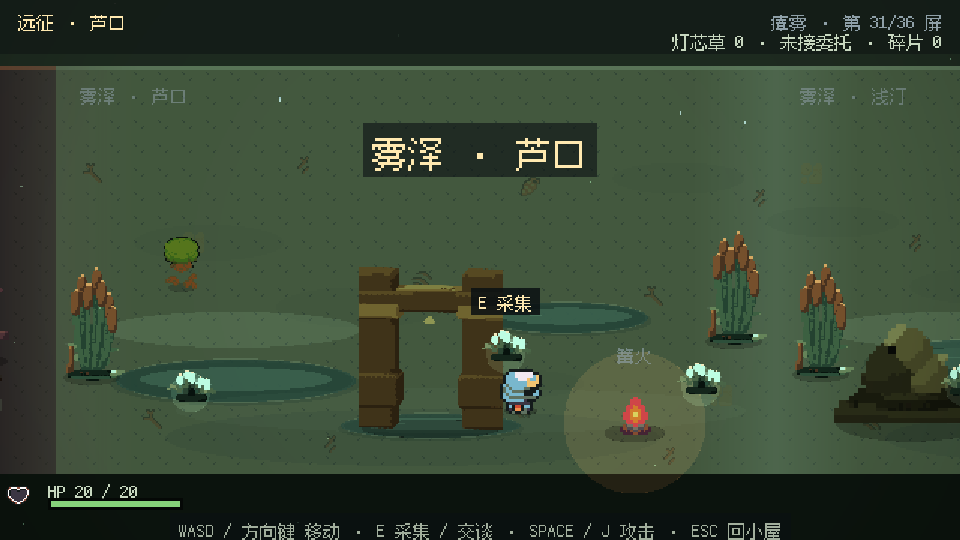 远征 · 芦口
瘴雾 · 第 31/36 屏
灯芯草 0 · 未接委托 · 碎片 0
雾泽 · 芦口
雾泽 · 浅汀
雾泽 · 芦口
E 采集
篝火
HP 20 / 20
WASD / 方向键 移动 · E 采集 / 交谈 · SPACE / J 攻击 · ESC 回小屋